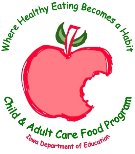 Where Healthy Eating Becomes a Habit
Child & Adult Care Food Program
Iowa Department of Education